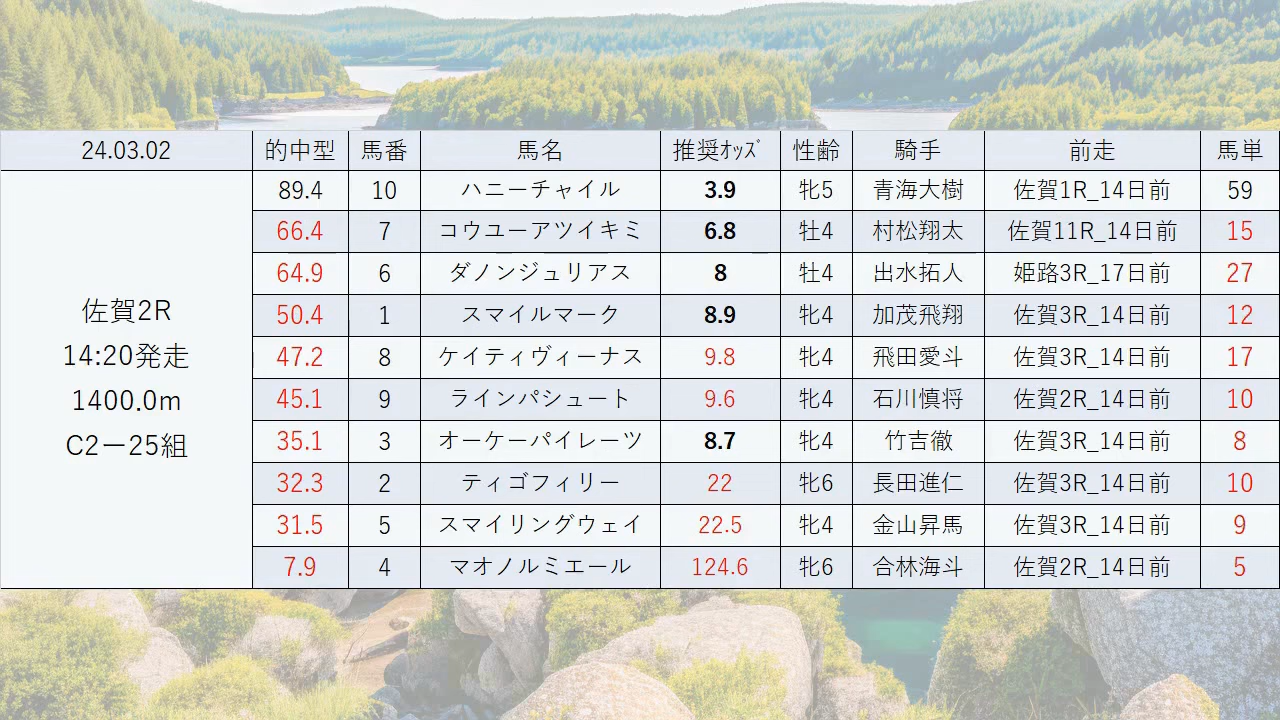 24.03.02 的中型 馬番 馬名 推奨ｵｯｽﾞ 性齢 騎手 前走 馬単
佐賀2R
14:20発走
1400.0m
C2ー25組
89.4 10 ハニーチャイル 3.9 牝5 青海大樹 佐賀1R_14日前 59
66.4 7 コウユーアツイキミ 6.8 牡4 村松翔太 佐賀11R_14日前 15
64.9 6 ダノンジュリアス 8 牡4 出水拓人 姫路3R_17日前 27
50.4 1 スマイルマーク 8.9 牝4 加茂飛翔 佐賀3R_14日前 12
47.2 8 ケイティヴィーナス 9.8 牝4 飛田愛斗 佐賀3R_14日前 17
45.1 9 ラインパシュート 9.6 牝4 石川慎将 佐賀2R_14日前 10
35.1 3 オーケーパイレーツ 8.7 牝4 竹吉徹 佐賀3R_14日前 8
32.3 2 ティゴフィリー 22 牝6 長田進仁 佐賀3R_14日前 10
31.5 5 スマイリングウェイ 22.5 牝4 金山昇馬 佐賀3R_14日前 9
7.9 4 マオノルミエール 124.6 牝6 合林海斗 佐賀2R_14日前 5